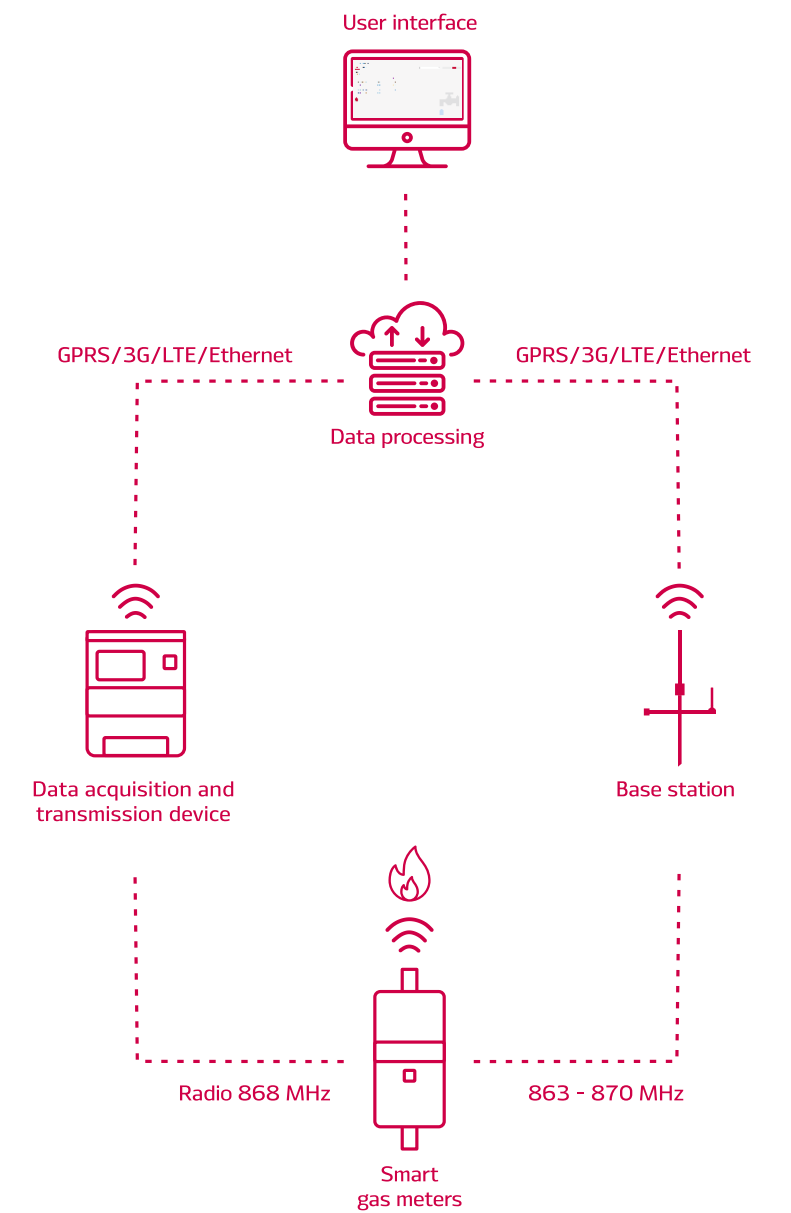 User interface
GPRS/3G/LTE/Ethernet
GPRS/3G/LTE/Ethernet
Data processing
Data acquisition and
transmission device
Base station
Radio 868 MHz
863 - 870 MHz
Smart
gas meters